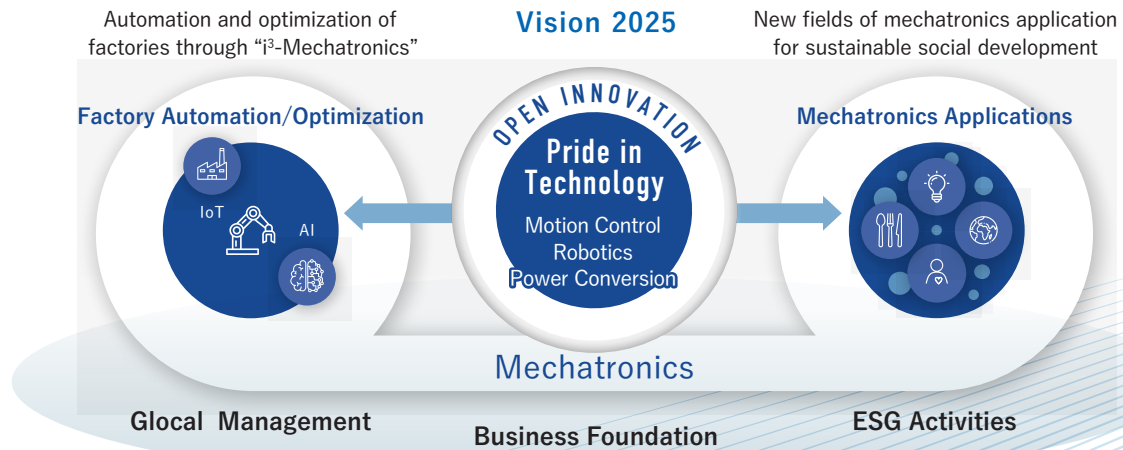 Automation and optimization of
factories through “i³-Mechatronics”
Vision 2025
New fields of mechatronics application
for sustainable social development
Factory Automation/Optimization
IoT
AI
OPEN INNOVATION
Pride in
Technology
Motion Control
Robotics
Power Conversion
Mechatronics Applications
Mechatronics
Glocal Management
Business Foundation
ESG Activities